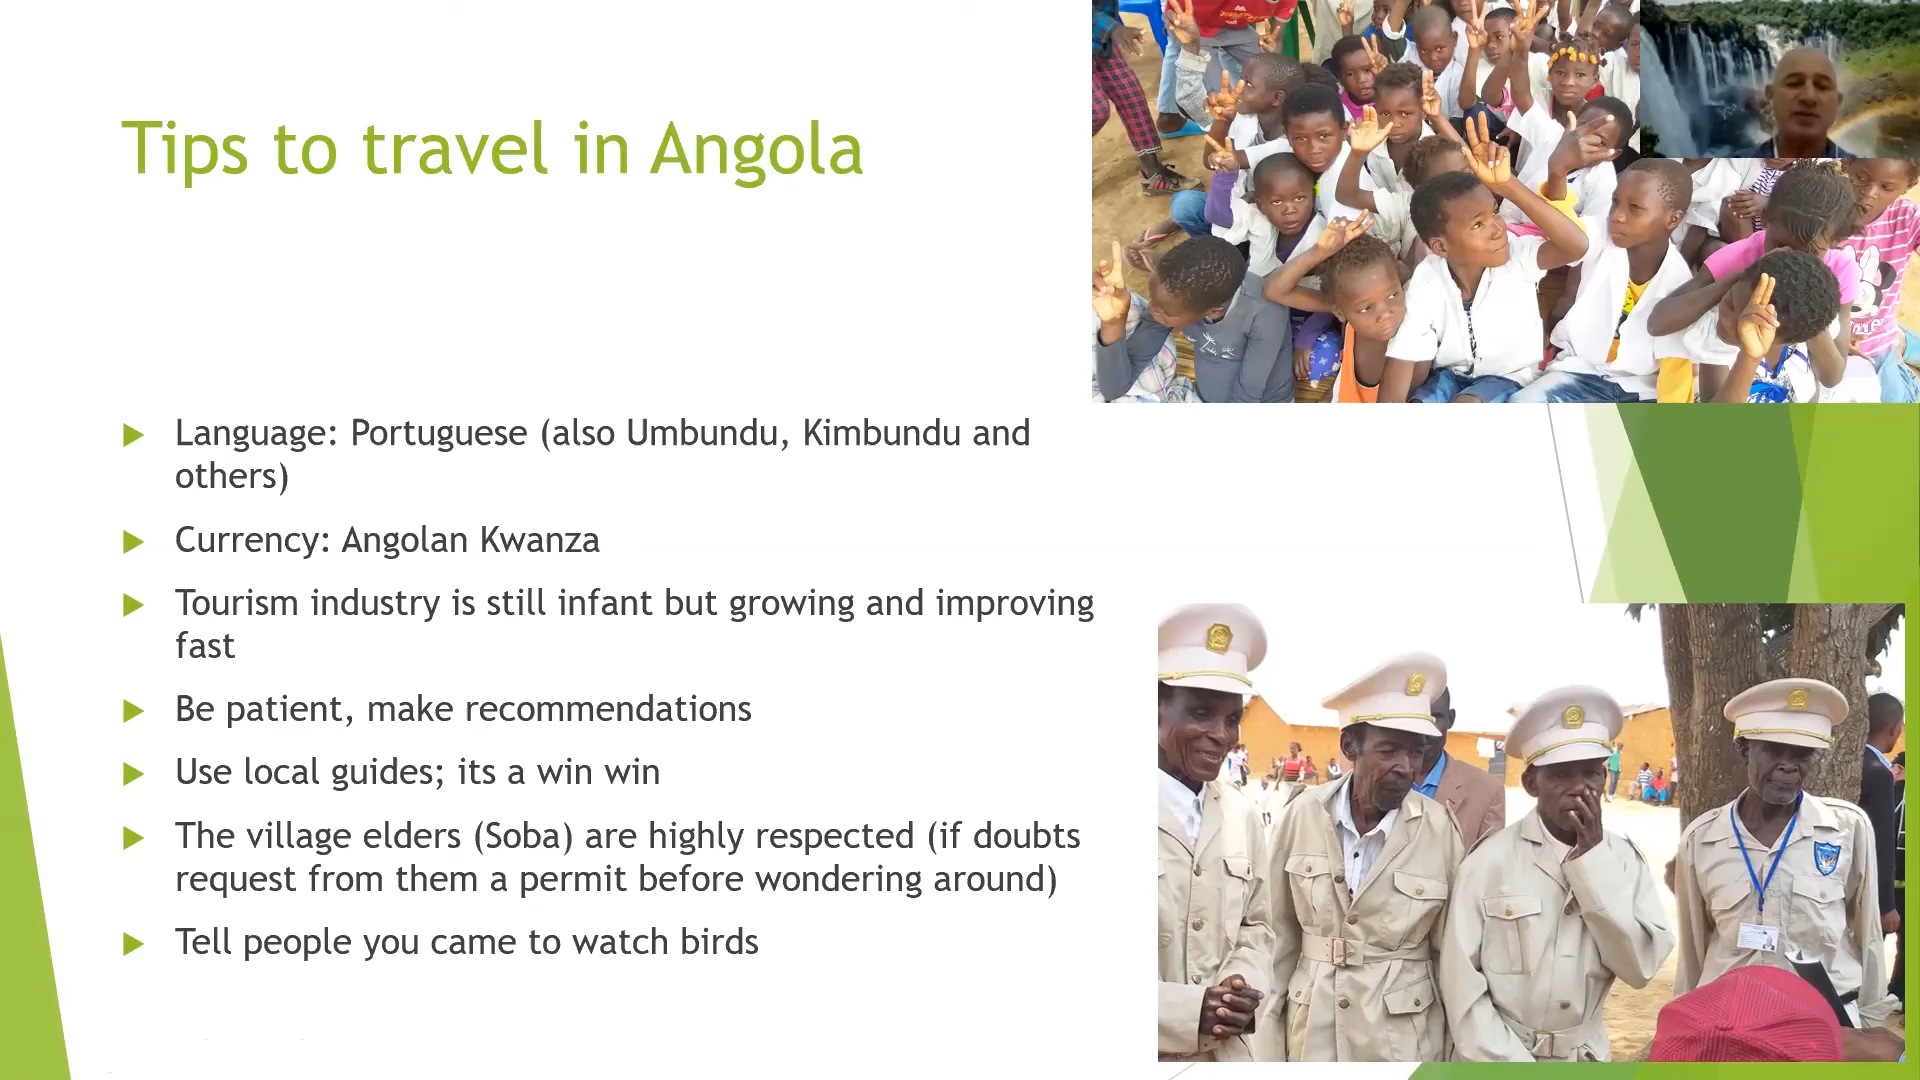 Tips to travel in Angola
Language: Portuguese (also Umbundu, Kimbundu and
others)
Currency: Angolan Kwanza
Tourism industry is still infant but growing and improving
fast
Be patient, make recommendations
Use local guides; its a win win
The village elders (Soba) are highly respected (if doubts
request from them a permit before wondering around)
Tell people you came to watch birds